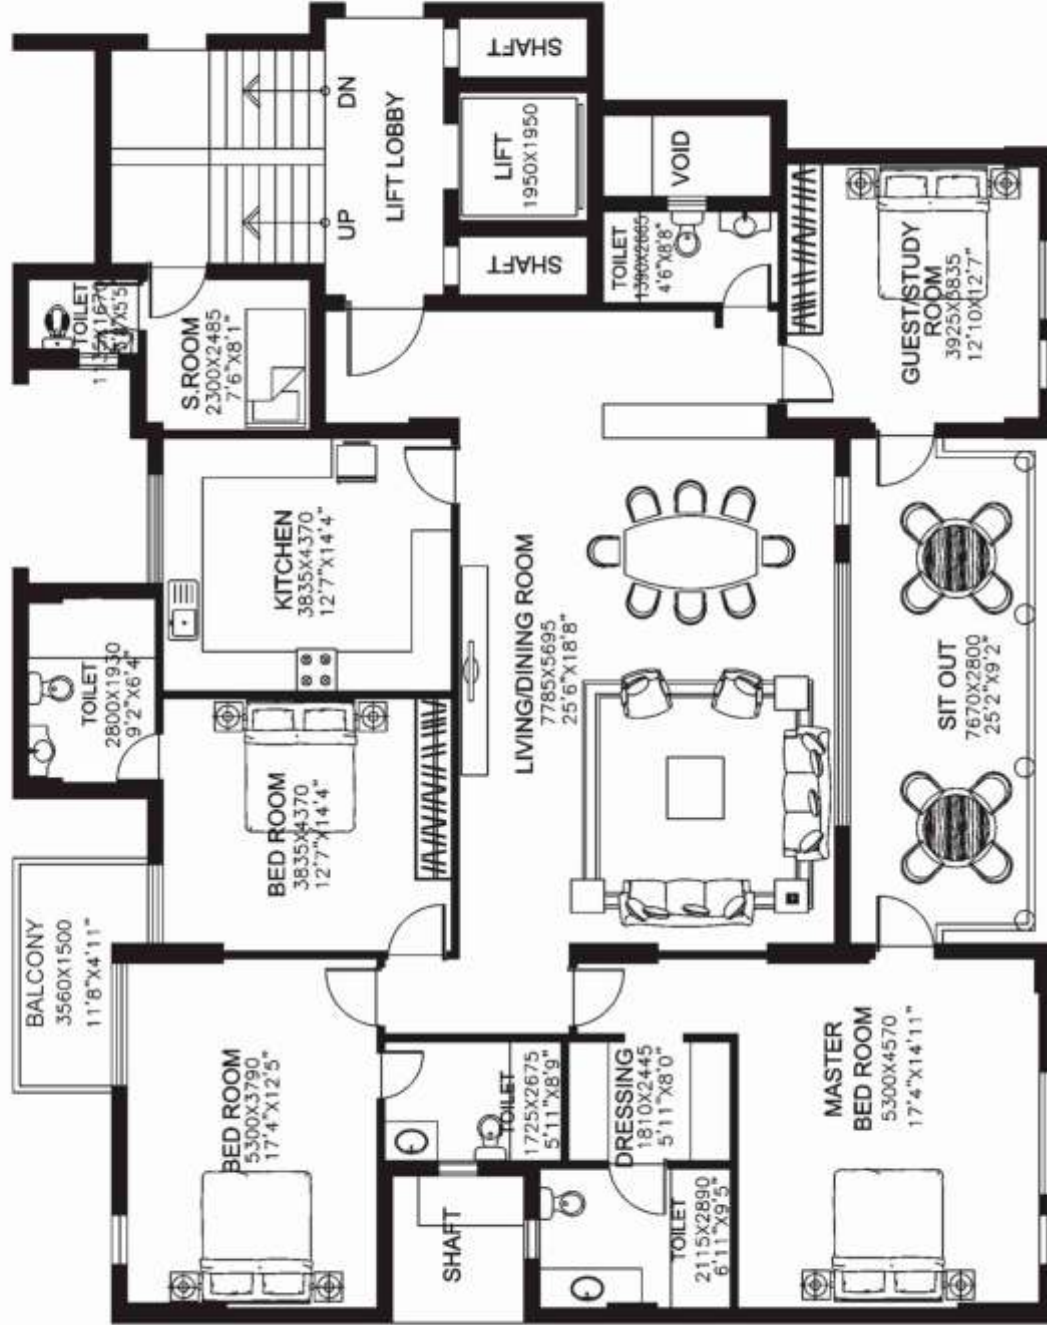 SHAFT
DN
LIFT LOBBY
UP
LIFT
1950X1950
SHAFT
VOID
TOILET
1390X2665
4'6"X8'8"
GUEST/STUDY
ROOM
3925X3835
12'10X12'7"
TOILET
S.ROOM
2300X2485
7'6"X8'1"
KITCHEN
3835X4370
12'7"X14'4"
LIVING/DINING ROOM
7785X5695
25'6"X18'8"
SIT OUT
7670X2800
25'2"X9'2"
TOILET
2800X1930
9'2"X6'4"
BED ROOM
3835X4370
12'7"X14'4"
BALCONY
3560X1500
11'8"X4'11"
BED ROOM
5300X3790
17'4"X12'5"
TOILET
1725X2675
5'11"X8'9"
DRESSING
1810X2445
5'11"X8'0"
MASTER
BED ROOM
5300X4570
17'4"X14'11"
SHAFT
TOILET
2115X2890
6'11"X9'5"